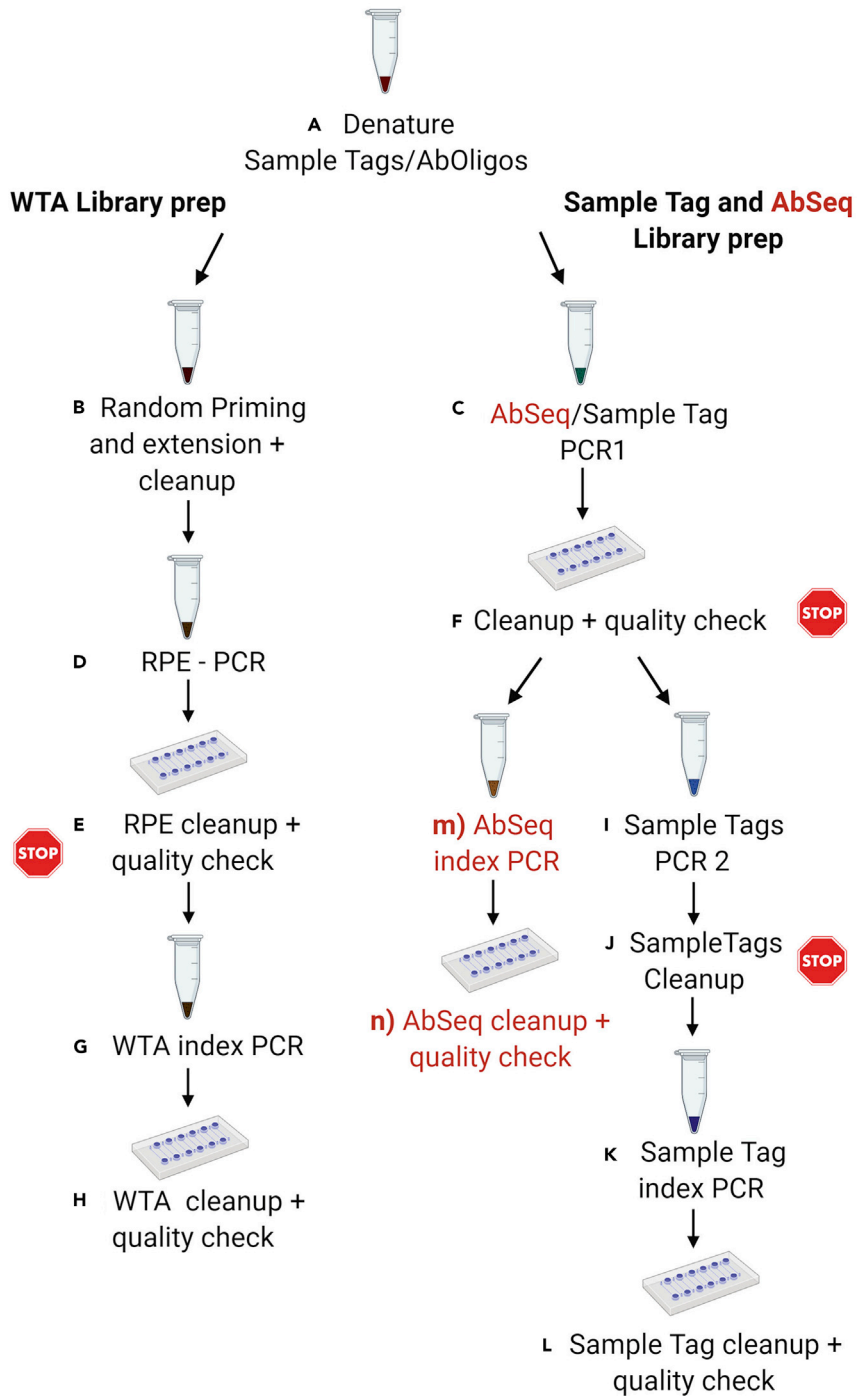 A Denature
Sample Tags/AbOligos
WTA Library prep
Sample Tag and AbSeq
Library prep
B Random Priming
and extension +
cleanup
C AbSeq/Sample Tag
PCR1
F Cleanup + quality check
STOP
D RPE - PCR
E RPE cleanup +
quality check
STOP
m) AbSeq
index PCR
I Sample Tags
PCR 2
J SampleTags
Cleanup
STOP
n) AbSeq cleanup +
quality check
G WTA index PCR
K Sample Tag
index PCR
H WTA cleanup +
quality check
L Sample Tag cleanup +
quality check